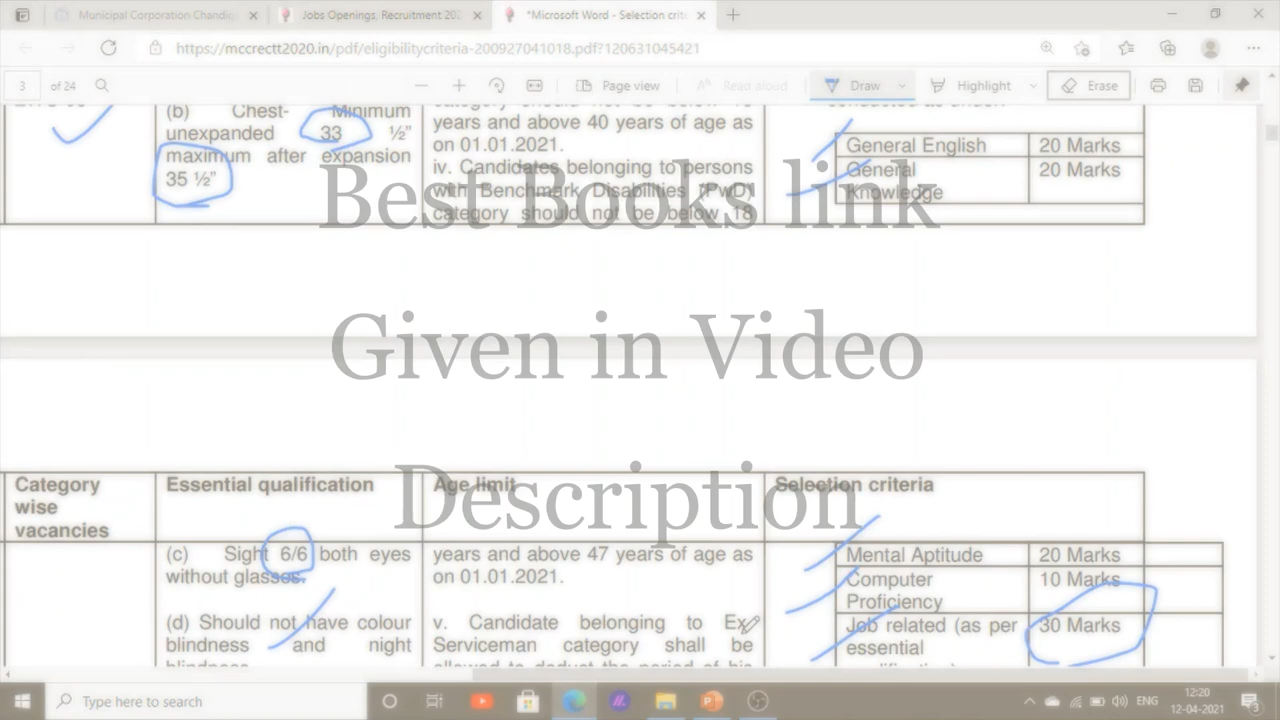 Municipal Corporation Chandig
Jobs Openings, Recruitment 202
*Microsoft Word - Selection crite
https://mccrectt2020.in/pdf/eligibilitycriteria-200927041018.pdf?120631045421
3 of 24
Page view
Read aloud
Draw
Highlight
Erase
(b) Chest- Minimum
unexpanded 33 ½”
maximum after expansion
35 ½”
years and above 40 years of age as
on 01.01.2021.
iv. Candidates belonging to persons
with Benchmark Disabilities (PwD)
category should not be below 18
General English 20 Marks
General 20 Marks
Knowledge
Best Books link
Given in Video
Description
Category
wise
vacancies
Essential qualification
Age limit
Selection criteria
(c) Sight 6/6 both eyes
without glasses.
(d) Should not have colour
blindness and night
years and above 47 years of age as
on 01.01.2021.
v. Candidate belonging to Ex
Serviceman category shall be
Mental Aptitude 20 Marks
Computer 10 Marks
Proficiency
Job related (as per 30 Marks
essential
Type here to search
ENG
12:20
12-04-2021
3